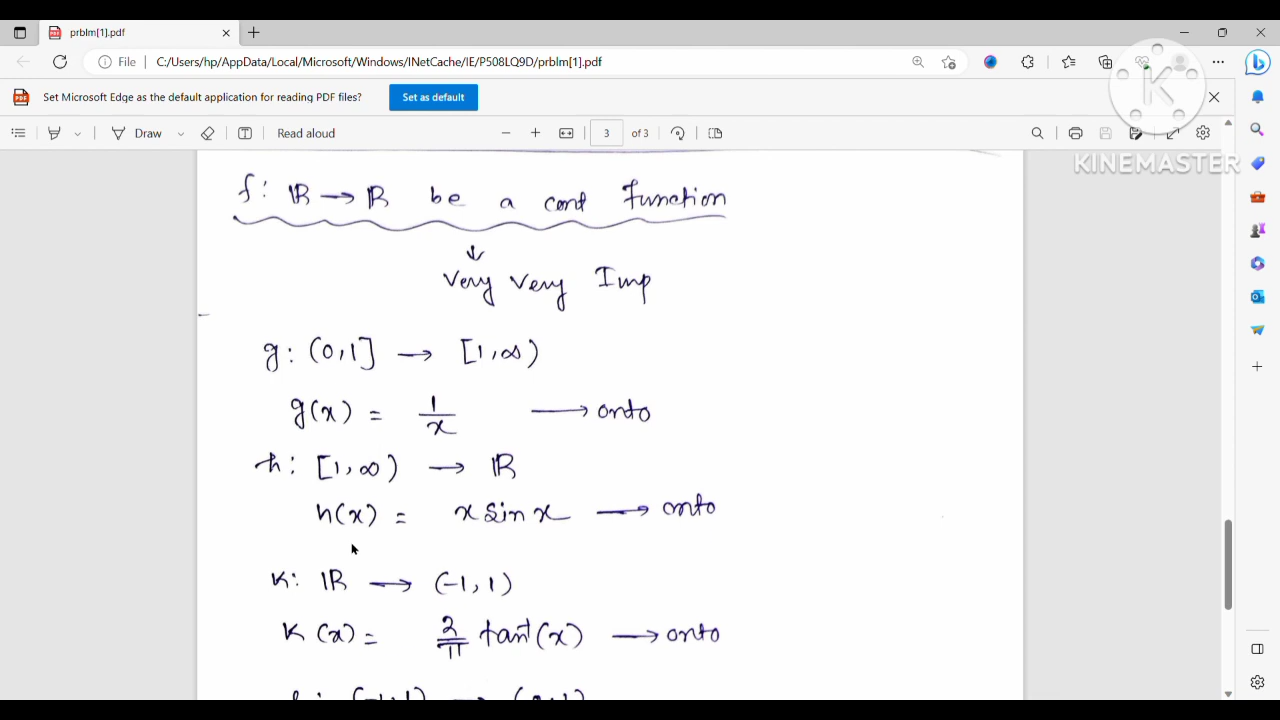 prblm[1].pdf
File C:/Users/hp/AppData/Local/Microsoft/Windows/INetCache/IE/P508LQ9D/prblm[1].pdf
Set Microsoft Edge as the default application for reading PDF files? Set as default
Draw Read aloud 3 of 3
KINEMASTER
f: ℝ → ℝ be a cont Function
↓
Very Very Imp
g: (0,1] → [1,∞)
g(x) = 1/x → onto
h: [1,∞) → ℝ
h(x) = x Sin x → onto
K: ℝ → (-1, 1)
K(x) = 2/π tan⁻¹(x) → onto